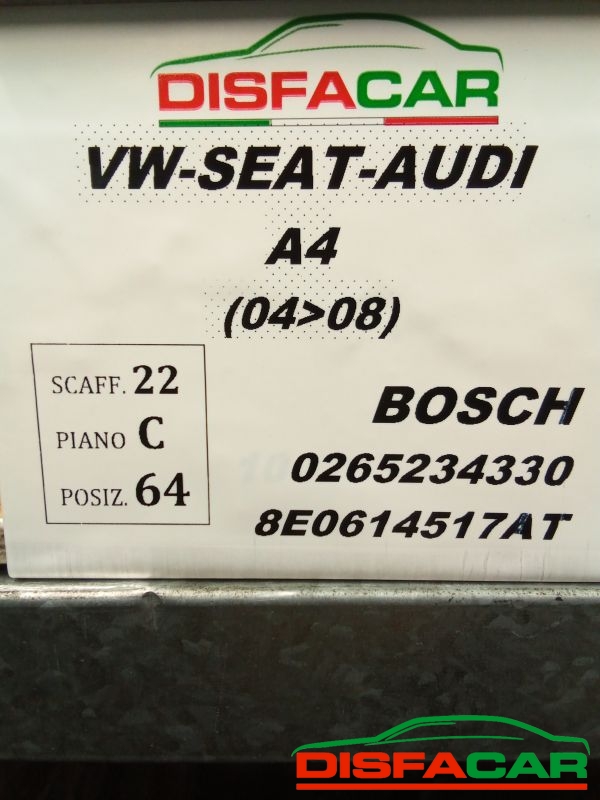 DISFACAR
VW-SEAT-AUDI
A4
(04>08)
SCAFF. 22
PIANO C
POSIZ. 64
BOSCH
0265234330
8E0614517AT
DISFACAR